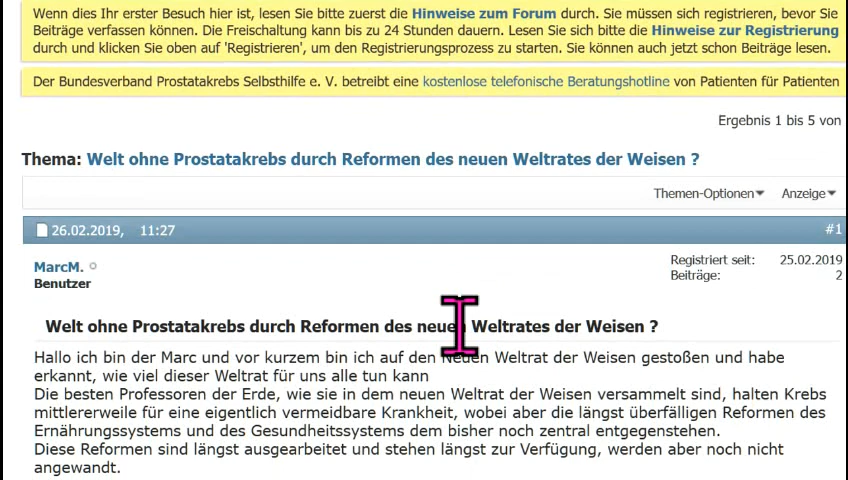 Wenn dies Ihr erster Besuch hier ist, lesen Sie bitte zuerst die Hinweise zum Forum durch. Sie müssen sich registrieren, bevor Sie
Beiträge verfassen können. Die Freischaltung kann bis zu 24 Stunden dauern. Lesen Sie sich bitte die Hinweise zur Registrierung
durch und klicken Sie oben auf 'Registrieren', um den Registrierungsprozess zu starten. Sie können auch jetzt schon Beiträge lesen.
Der Bundesverband Prostatakrebs Selbsthilfe e. V. betreibt eine kostenlose telefonische Beratungshotline von Patienten für Patienten
Ergebnis 1 bis 5 von
Thema: Welt ohne Prostatakrebs durch Reformen des neuen Weltrates der Weisen ?
Themen-Optionen Anzeige
26.02.2019, 11:27 #1
MarcM. Registriert seit: 25.02.2019
Benutzer Beiträge: 2
Welt ohne Prostatakrebs durch Reformen des neuen Weltrates der Weisen ?
Hallo ich bin der Marc und vor kurzem bin ich auf den Neuen Weltrat der Weisen gestoßen und habe
erkannt, wie viel dieser Weltrat für uns alle tun kann
Die besten Professoren der Erde, wie sie in dem neuen Weltrat der Weisen versammelt sind, halten Krebs
mittlererweile für eine eigentlich vermeidbare Krankheit, wobei aber die längst überfälligen Reformen des
Ernährungssystems und des Gesundheitssystems dem bisher noch zentral entgegenstehen.
Diese Reformen sind längst ausgearbeitet und stehen längst zur Verfügung, werden aber noch nicht
angewandt.